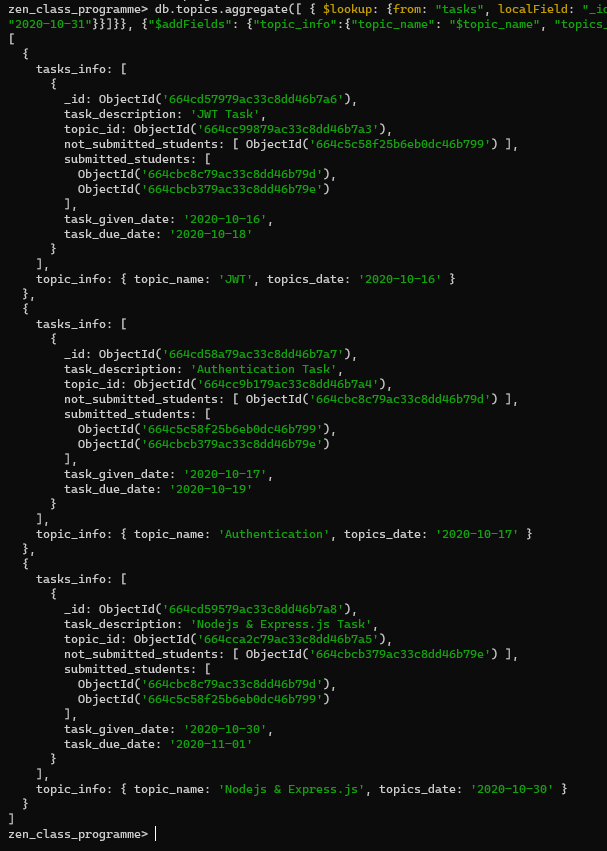 zen_class_programme> db.topics.aggregate([ { $lookup: {from: "tasks", localField: "_id
"2020-10-31"}}]}}, {"$addFields": {"topic_info":{"topic_name": "$topic_name", "topics_
[
  {
    tasks_info: [
      {
        _id: ObjectId('664cd57979ac33c8dd46b7a6'),
        task_description: 'JWT Task',
        topic_id: ObjectId('664cc99879ac33c8dd46b7a3'),
        not_submitted_students: [ ObjectId('664c5c58f25b6eb0dc46b799') ],
        submitted_students: [
          ObjectId('664cbc8c79ac33c8dd46b79d'),
          ObjectId('664cbcb379ac33c8dd46b79e')
        ],
        task_given_date: '2020-10-16',
        task_due_date: '2020-10-18'
      }
    ],
    topic_info: { topic_name: 'JWT', topics_date: '2020-10-16' }
  },
  {
    tasks_info: [
      {
        _id: ObjectId('664cd58a79ac33c8dd46b7a7'),
        task_description: 'Authentication Task',
        topic_id: ObjectId('664cc9b179ac33c8dd46b7a4'),
        not_submitted_students: [ ObjectId('664cbc8c79ac33c8dd46b79d') ],
        submitted_students: [
          ObjectId('664c5c58f25b6eb0dc46b799'),
          ObjectId('664cbcb379ac33c8dd46b79e')
        ],
        task_given_date: '2020-10-17',
        task_due_date: '2020-10-19'
      }
    ],
    topic_info: { topic_name: 'Authentication', topics_date: '2020-10-17' }
  },
  {
    tasks_info: [
      {
        _id: ObjectId('664cd59579ac33c8dd46b7a8'),
        task_description: 'Nodejs & Express.js Task',
        topic_id: ObjectId('664cca2c79ac33c8dd46b7a5'),
        not_submitted_students: [ ObjectId('664cbcb379ac33c8dd46b79e') ],
        submitted_students: [
          ObjectId('664cbc8c79ac33c8dd46b79d'),
          ObjectId('664c5c58f25b6eb0dc46b799')
        ],
        task_given_date: '2020-10-30',
        task_due_date: '2020-11-01'
      }
    ],
    topic_info: { topic_name: 'Nodejs & Express.js', topics_date: '2020-10-30' }
  }
]
zen_class_programme>